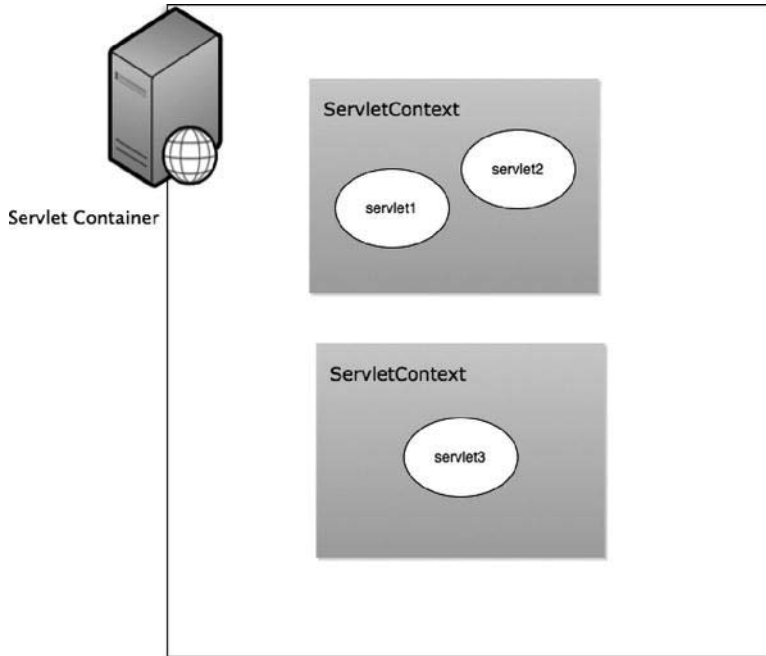 Servlet Container
ServletContext
servlet1
servlet2
ServletContext
servlet3